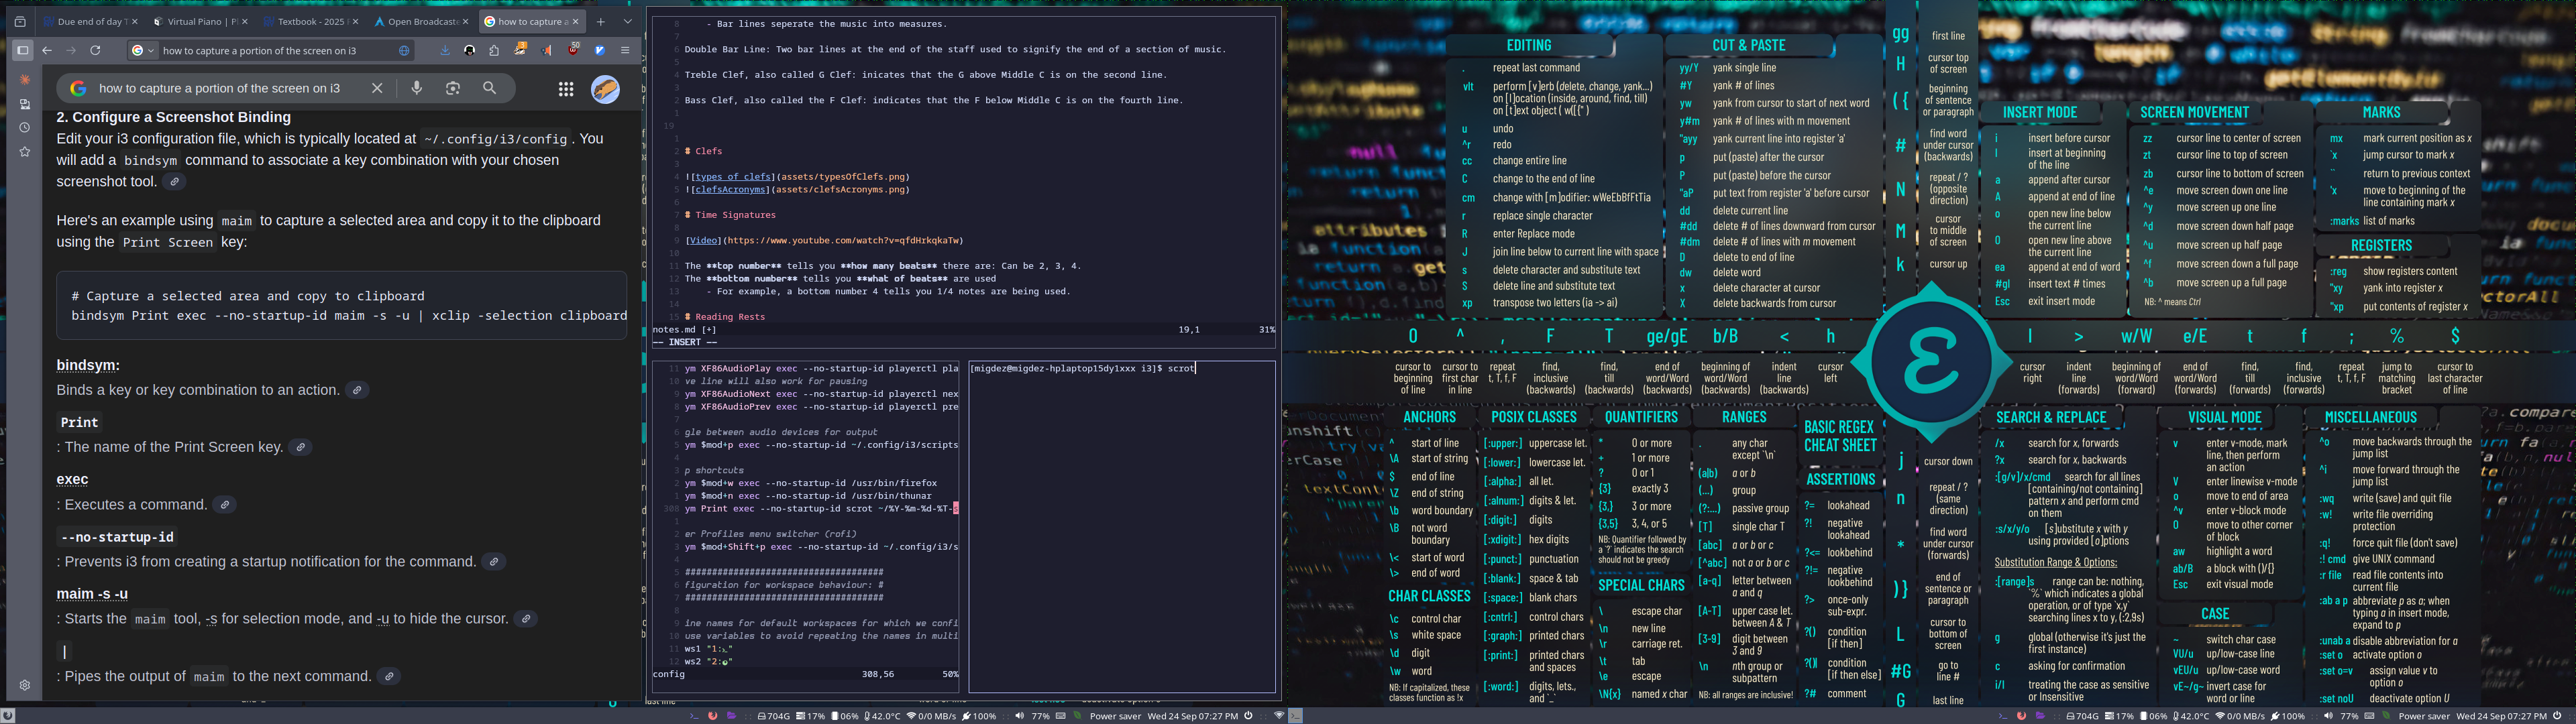 Due end of day T
Virtual Piano | Pl
Textbook - 2025 F
Open Broadcaste
how to capture a
how to capture a portion of the screen on i3
how to capture a portion of the screen on i3
2. Configure a Screenshot Binding
Edit your i3 configuration file, which is typically located at ~/.config/i3/config . You
will add a bindsym command to associate a key combination with your chosen
screenshot tool.
Here's an example using maim to capture a selected area and copy it to the clipboard
using the Print Screen key:
# Capture a selected area and copy to clipboard
bindsym Print exec --no-startup-id maim -s -u | xclip -selection clipboard
bindsym:
Binds a key or key combination to an action.
Print
: The name of the Print Screen key.
exec
: Executes a command.
--no-startup-id
: Prevents i3 from creating a startup notification for the command.
maim -s -u
: Starts the maim tool, -s for selection mode, and -u to hide the cursor.
|
: Pipes the output of maim to the next command.
8 - Bar lines seperate the music into measures.
7
6 Double Bar Line: Two bar lines at the end of the staff used to signify the end of a section of music.
5
4 Treble Clef, also called G Clef: inicates that the G above Middle C is on the second line.
3
2 Bass Clef, also called the F Clef: indicates that the F below Middle C is on the fourth line.
1
19
1
2 # Clefs
3
4 ![types of clefs](assets/typesOfClefs.png)
5 ![clefsAcronyms](assets/clefsAcronyms.png)
6
7 # Time Signatures
8
9 [Video](https://www.youtube.com/watch?v=qfdHrkqkaTw)
10
11 The **top number** tells you **how many beats** there are: Can be 2, 3, 4.
12 The **bottom number** tells you **what of beats** are used
13 - For example, a bottom number 4 tells you 1/4 notes are being used.
14
15 # Reading Rests
notes.md [+] 19,1 31%
-- INSERT --
11 ym XF86AudioPlay exec --no-startup-id playerctl pla
10 ve line will also work for pausing
9 ym XF86AudioNext exec --no-startup-id playerctl nex
8 ym XF86AudioPrev exec --no-startup-id playerctl pre
7
6 gle between audio devices for output
5 ym $mod+p exec --no-startup-id ~/.config/i3/scripts
4
3 p shortcuts
2 ym $mod+w exec --no-startup-id /usr/bin/firefox
1 ym $mod+n exec --no-startup-id /usr/bin/thunar
308 ym Print exec --no-startup-id scrot ~/%Y-%m-%d-%T-s
1
2 er Profiles menu switcher (rofi)
3 ym $mod+Shift+p exec --no-startup-id ~/.config/i3/s
4
5 ####################################
6 figuration for workspace behaviour: #
7 ####################################
8
9 ine names for default workspaces for which we confi
10 use variables to avoid repeating the names in multi
11 ws1 "1:
12 ws2 "2:
config 308,56 50%
[migdez@migdez-hplaptop15dy1xxx i3]$ scrot
EDITING
. repeat last command
vlt perform [v]erb (delete, change, yank...)
on [l]ocation (inside, around, find, till)
on [t]ext object ( w([{" )
u undo
^r redo
cc change entire line
C change to the end of line
cm change with [m]odifier: wWeEbBfFtTia
r replace single character
R enter Replace mode
J join line below to current line with space
s delete character and substitute text
S delete line and substitute text
xp transpose two letters (ia -> ai)
CUT & PASTE
yy/Y yank single line
#Y yank # of lines
yw yank from cursor to start of next word
y#m yank # of lines with m movement
"ayy yank current line into register 'a'
p put (paste) after the cursor
P put (paste) before the cursor
"aP put text from register 'a' before cursor
dd delete current line
#dd delete # of lines downward from cursor
#dm delete # of lines with m movement
D delete to end of line
dw delete word
x delete character at cursor
X delete backwards from cursor
gg first line
H cursor top
of screen
( { beginning
of sentence
or paragraph
# find word
under cursor
(backwards)
N repeat / ?
(opposite
direction)
M cursor
to middle
of screen
k cursor up
INSERT MODE
i insert before cursor
I insert at beginning
of the line
a append after cursor
A append at end of line
o open new line below
the current line
O open new line above
the current line
ea append at end of word
#gI insert text # times
Esc exit insert mode
SCREEN MOVEMENT
zz cursor line to center of screen
zt cursor line to top of screen
zb cursor line to bottom of screen
^e move screen down one line
^y move screen up one line
^d move screen down half page
^u move screen up half page
^f move screen down a full page
^b move screen up a full page
NB: ^ means Ctrl
MARKS
mx mark current position as x
`x jump cursor to mark x
`` return to previous context
'x move to beginning of the
line containing mark x
:marks list of marks
REGISTERS
:reg show registers content
"xy yank into register x
"xp put contents of register x
0 ^ , F T ge/gE b/B < h
cursor to
beginning
of line
cursor to
first char
in line
repeat
t, T, f, F
find,
inclusive
(backwards)
find,
till
(backwards)
end of
word/Word
(backwards)
beginning of
word/Word
(backwards)
indent
line
(backwards)
cursor
left
l > w/W e/E t f ; % $
cursor
right
indent
line
(forwards)
beginning of
word/Word
(forwards)
end of
word/Word
(forwards)
find,
till
(forwards)
find,
inclusive
(forwards)
repeat
t, T, f, F
jump to
matching
bracket
cursor to
last character
of line
ANCHORS
^ start of line
\A start of string
$ end of line
\Z end of string
\b word boundary
\B not word
boundary
\< start of word
\> end of word
CHAR CLASSES
\c control char
\s white space
\d digit
\w word
NB: If capitalized, these
classes function as !x
POSIX CLASSES
[:upper:] uppercase let.
[:lower:] lowercase let.
[:alpha:] all let.
[:alnum:] digits & let.
[:digit:] digits
[:xdigit:] hex digits
[:punct:] punctuation
[:blank:] space & tab
[:space:] blank chars
[:cntrl:] control chars
[:graph:] printed chars
[:print:] printed chars
and spaces
[:word:] digits, lets.,
and `_`
QUANTIFIERS
* 0 or more
+ 1 or more
? 0 or 1
{3} exactly 3
{3,} 3 or more
{3,5} 3, 4, or 5
NB: Quantifier followed by
a `?` indicates the search
should not be greedy
SPECIAL CHARS
\ escape char
\n new line
\r carriage ret.
\t tab
\e escape
\N{x} named x char
RANGES
. any char
except `\n`
(a|b) a or b
(...) group
(?:...) passive group
[T] single char T
[abc] a or b or c
[^abc] not a or b or c
[a-q] letter between
a and q
[A-T] upper case let.
between A & T
[3-9] digit between
3 and 9
\n nth group or
subpattern
NB: all ranges are inclusive!
BASIC REGEX
CHEAT SHEET
ASSERTIONS
?= lookahead
?! negative
lookahead
?<= lookbehind
?!= negative
lookbehind
?> once-only
sub-expr.
?() condition
[if then]
?()| condition
[if then else]
?# comment
j cursor down
n repeat / ?
(same
direction)
* find word
under cursor
(forwards)
) } end of
sentence or
paragraph
L cursor to
bottom of
screen
#G go to
line #
G last line
SEARCH & REPLACE
/x search for x, forwards
?x search for x, backwards
:[g/v]/x/cmd search for all lines
[containing/not containing]
pattern x and perform cmd
on them
:s/x/y/o [s]ubstitute x with y
using provided [o]ptions
Substitution Range & Options:
:[range]s range can be: nothing,
`%` which indicates a global
operation, or of type `x,y`
searching lines x to y, (:2,9s)
g global (otherwise it's just the
first instance)
c asking for confirmation
i/I treating the case as sensitive
or Insensitive
VISUAL MODE
v enter v-mode, mark
line, then perform
an action
V enter linewise v-mode
o move to end of area
^v enter v-block mode
O move to other corner
of block
aw highlight a word
ab/B a block with ()/{}
Esc exit visual mode
CASE
~ switch char case
VU/u up/low-case line
vEU/u up/low-case word
vE~/g~ invert case for
word or line
MISCELLANEOUS
^o move backwards through the
jump list
^i move forward through the
jump list
:wq write (save) and quit file
:w! write file overriding
protection
:q! force quit file (don't save)
:! cmd give UNIX command
:r file read file contents into
current file
:ab a p abbreviate p as a; when
typing a in insert mode,
expand to p
:unab a disable abbreviation for a
:set o activate option o
:set o=v assign value v to
option o
:set noU deactivate option U
704G 17% 06% 42.0°C 0/0 MB/s 100% 77% Power saver Wed 24 Sep 07:27 PM
704G 17% 06% 42.0°C 0/0 MB/s 100% 77% Power saver Wed 24 Sep 07:27 PM